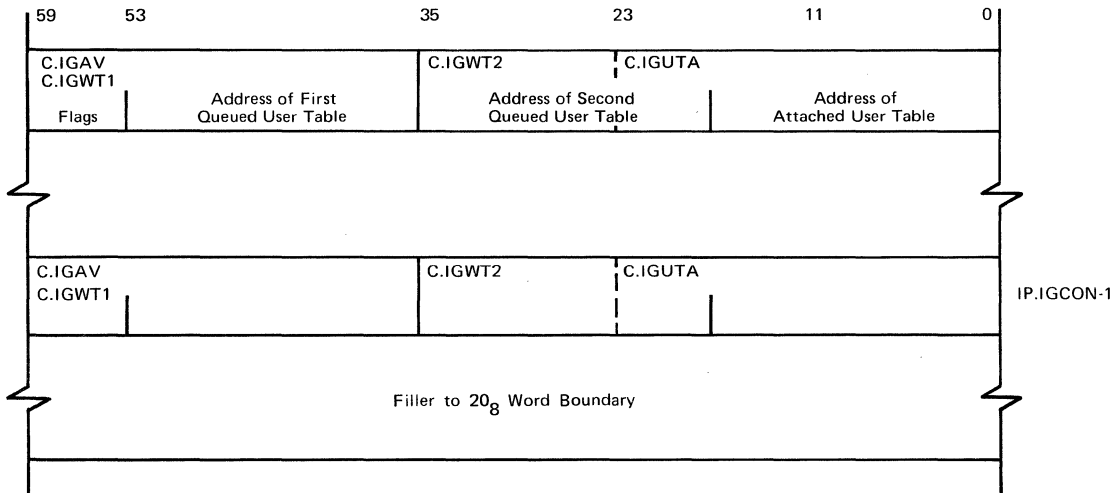 59 53 35 23 11 0
C.IGAV C.IGWT2 C.IGUTA
C.IGWT1
Address of First Address of Second Address of
Flags Queued User Table Queued User Table Attached User Table
C.IGAV C.IGWT2 C.IGUTA
C.IGWT1 IP.IGCON-1
Filler to 20₈ Word Boundary